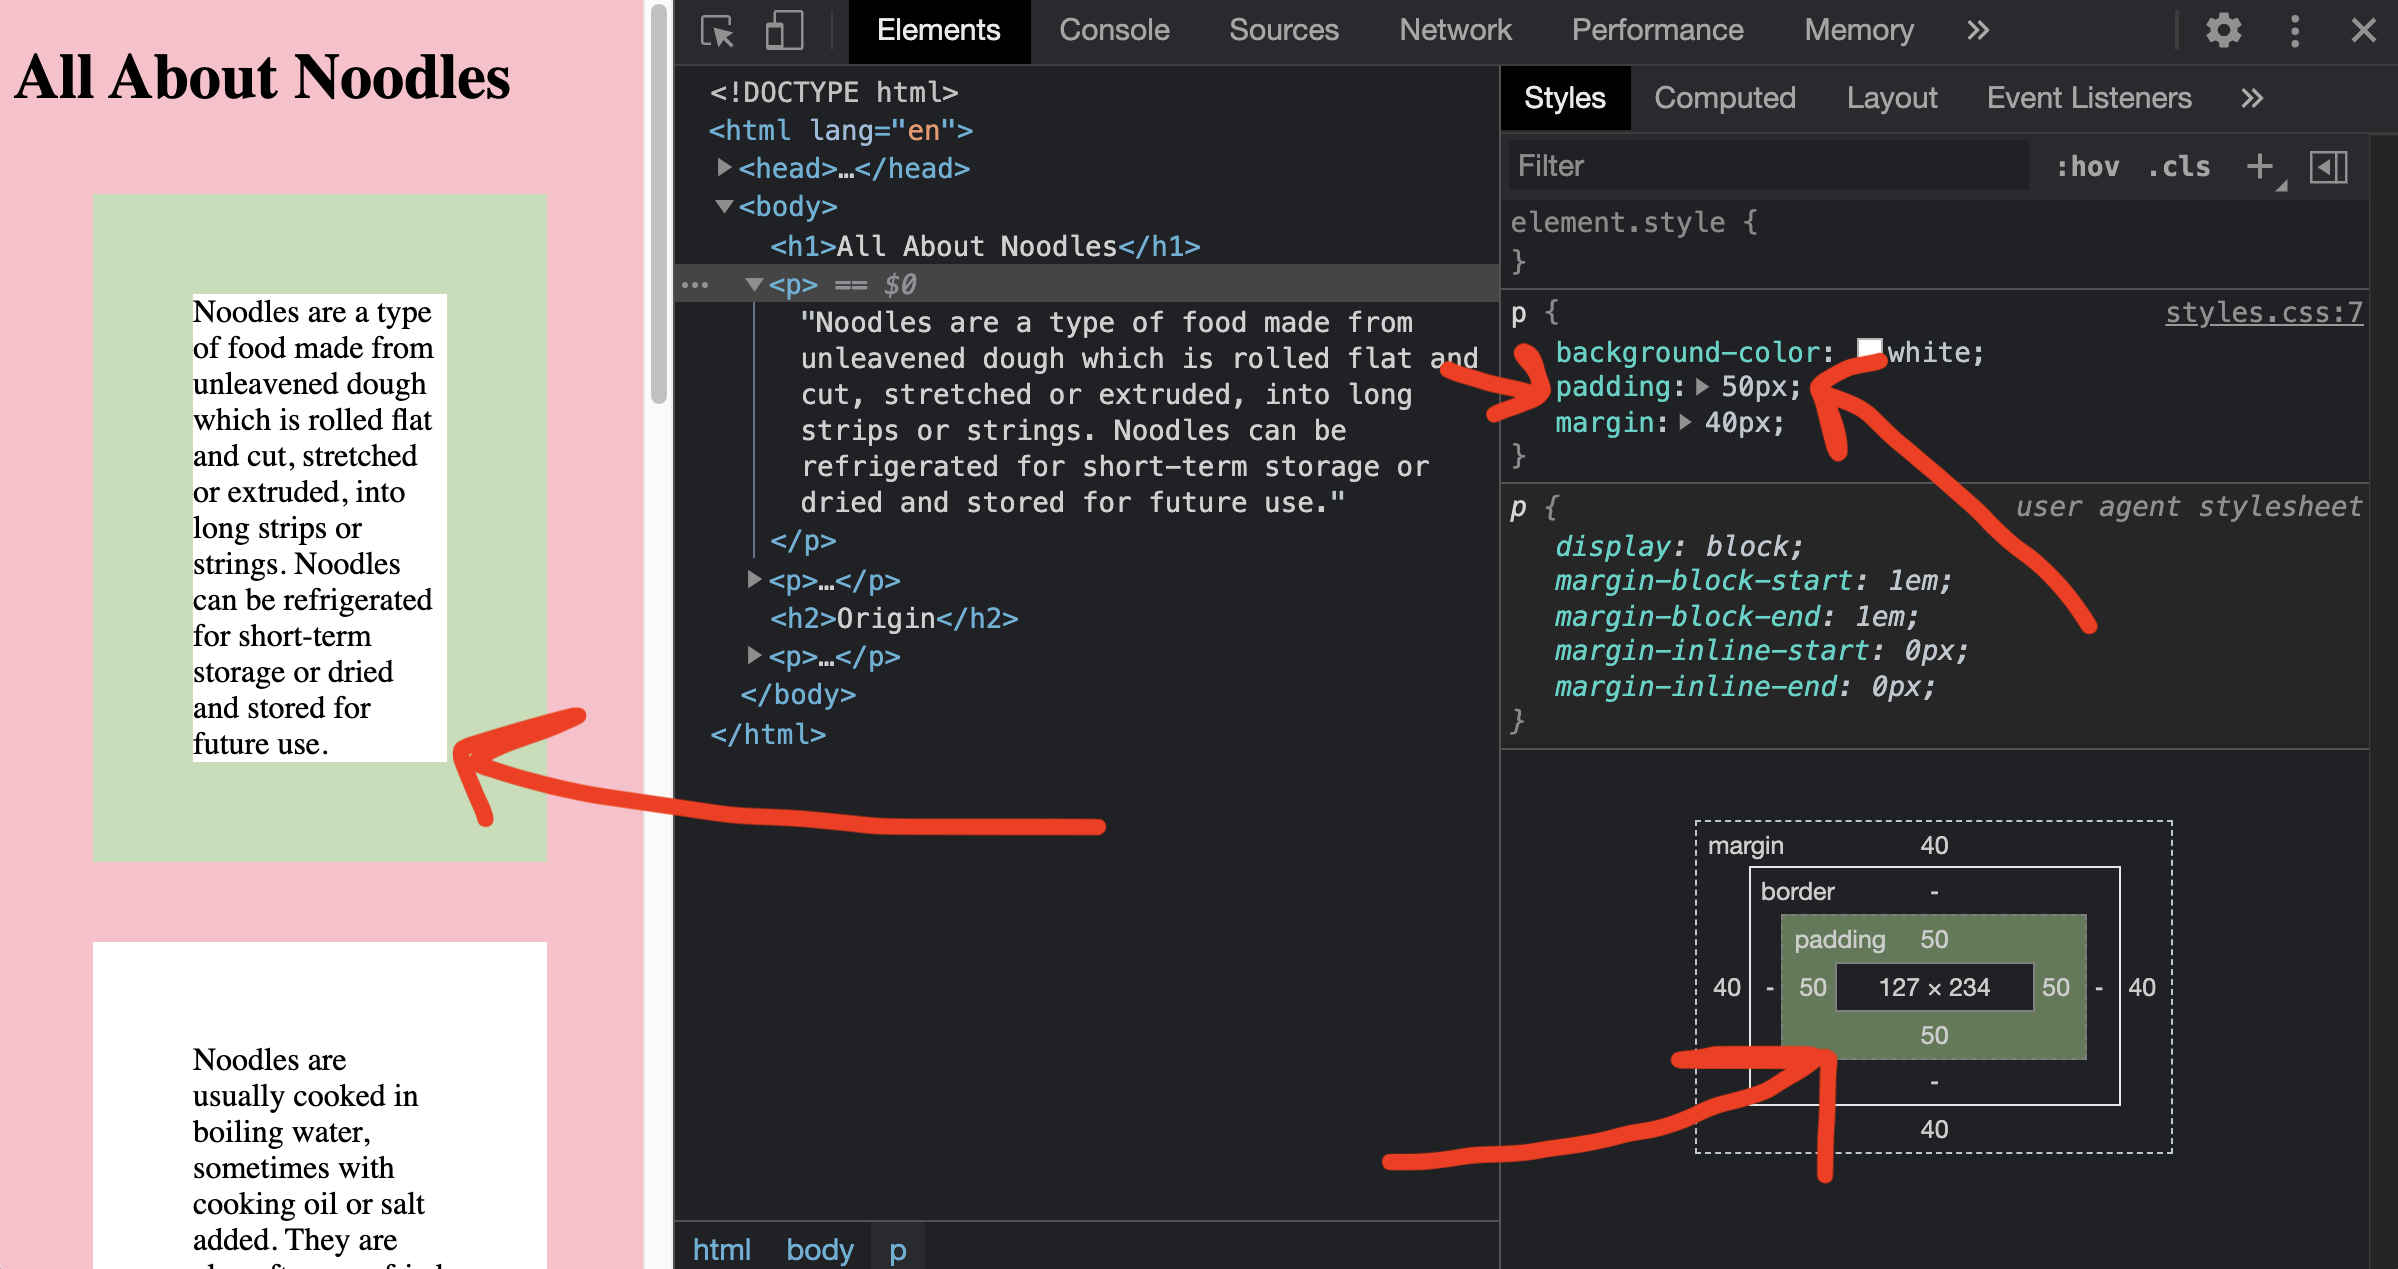 All About Noodles
Noodles are a type
of food made from
unleavened dough
which is rolled flat
and cut, stretched
or extruded, into
long strips or
strings. Noodles
can be refrigerated
for short-term
storage or dried
and stored for
future use.
Noodles are
usually cooked in
boiling water,
sometimes with
cooking oil or salt
added. They are
Elements Console Sources Network Performance Memory »
<!DOCTYPE html>
<html lang="en">
▶<head>…</head>
▼<body>
<h1>All About Noodles</h1>
… ▼<p> == $0
"Noodles are a type of food made from
unleavened dough which is rolled flat and
cut, stretched or extruded, into long
strips or strings. Noodles can be
refrigerated for short-term storage or
dried and stored for future use."
</p>
▶<p>…</p>
<h2>Origin</h2>
▶<p>…</p>
</body>
</html>
html body p
Styles Computed Layout Event Listeners »
Filter :hov .cls +
element.style {
}
p { styles.css:7
background-color: white;
padding: ▶ 50px;
margin: ▶ 40px;
}
p { user agent stylesheet
display: block;
margin-block-start: 1em;
margin-block-end: 1em;
margin-inline-start: 0px;
margin-inline-end: 0px;
}
margin 40
border -
padding 50
40 - 50 127 × 234 50 - 40
50
-
40